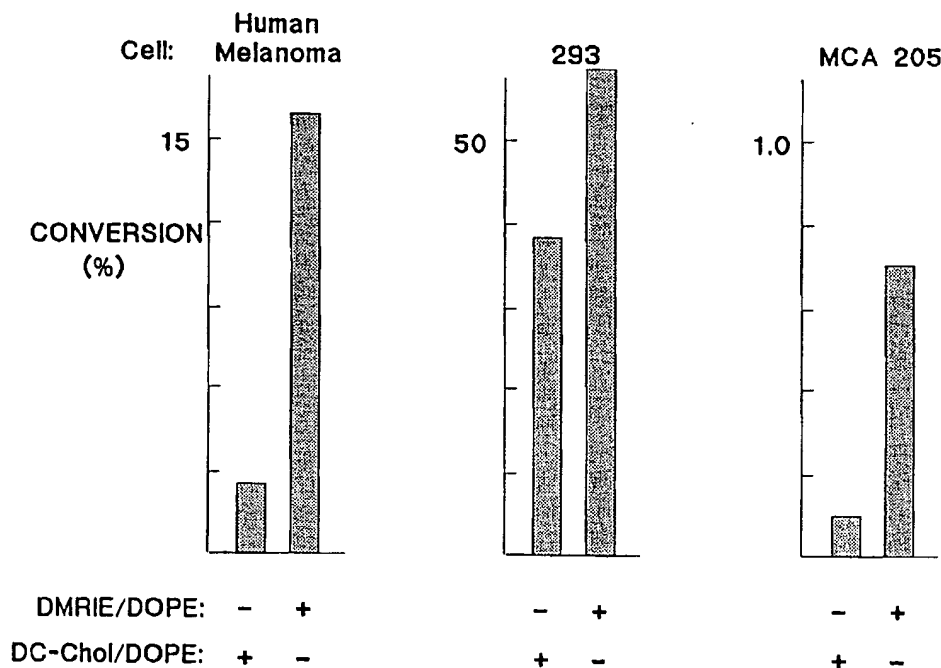 Cell: Human Melanoma 293 MCA 205
15 50 1.0
CONVERSION
(%)
DMRIE/DOPE: - + - + - +
DC-Chol/DOPE: + - + - + -